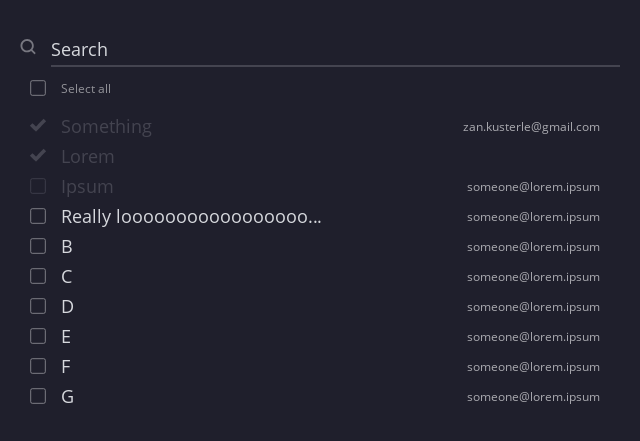 Search
Select all
Something zan.kusterle@gmail.com
Lorem
Ipsum someone@lorem.ipsum
Really looooooooooooooooo... someone@lorem.ipsum
B someone@lorem.ipsum
C someone@lorem.ipsum
D someone@lorem.ipsum
E someone@lorem.ipsum
F someone@lorem.ipsum
G someone@lorem.ipsum